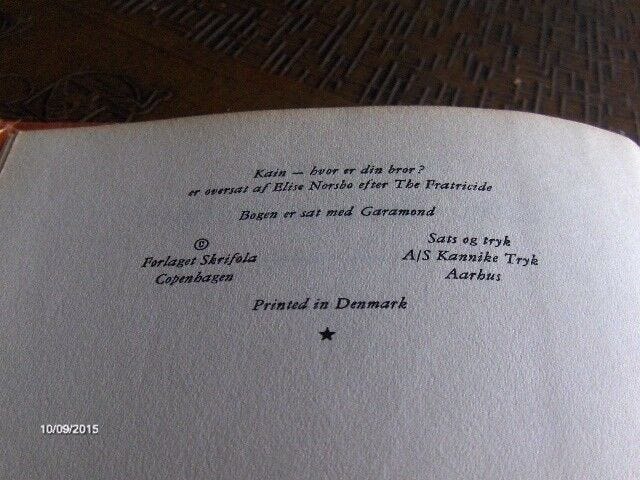 Kain — hvor er din bror?
er oversat af Elise Norsbo efter The Fratricide
Bogen er sat med Garamond
©
Forlaget Skrifola
Copenhagen
Sats og tryk
A/S Kannike Tryk
Aarhus
Printed in Denmark
★
10/09/2015